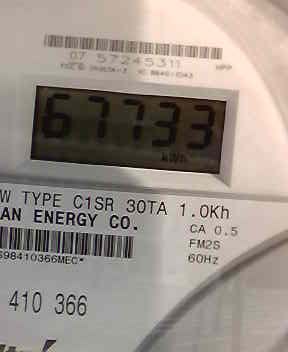 07 57245311
67733
kWh
W TYPE C1SR 30TA 1.0Kh
AN ENERGY CO.
CA 0.5
FM2S
60Hz
698410366MEC*
410 366